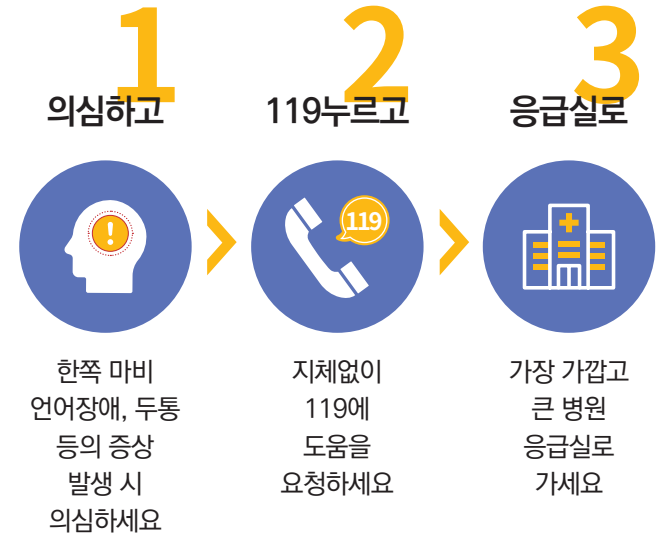 1
의심하고
한쪽 마비
언어장애, 두통
등의 증상
발생 시
의심하세요
2
119누르고
119
지체없이
119에
도움을
요청하세요
3
응급실로
가장 가깝고
큰 병원
응급실로
가세요